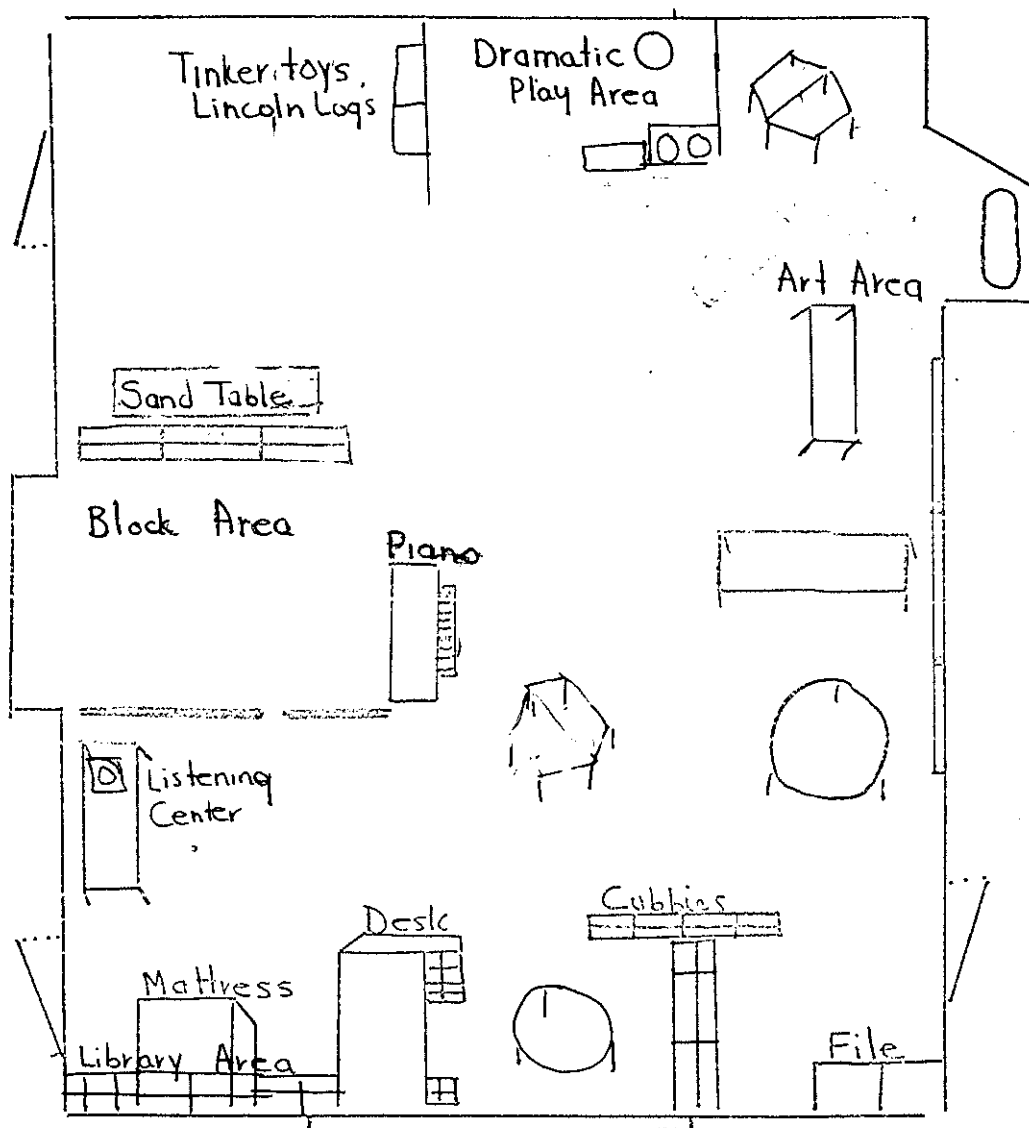 Tinker toys,
Lincoln Logs
Dramatic
Play Area
Art Area
Sand Table
Block Area
Piano
Listening
Center
Cubbies
Desk
Mattress
Library Area
File